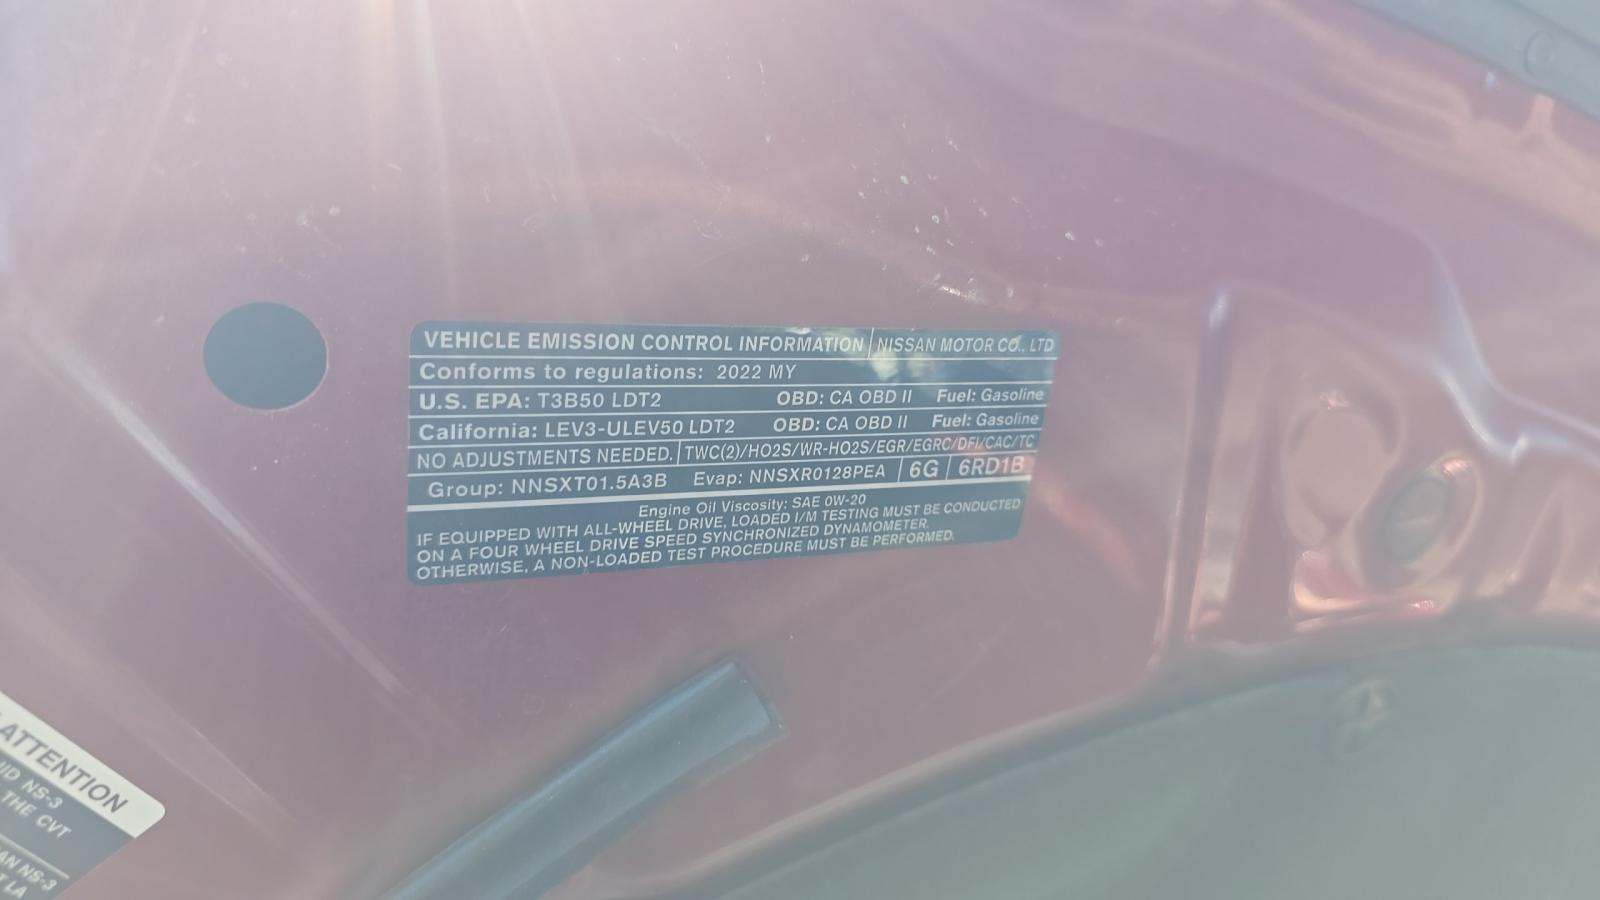 VEHICLE EMISSION CONTROL INFORMATION NISSAN MOTOR CO., LTD
Conforms to regulations: 2022 MY
U.S. EPA: T3B50 LDT2 OBD: CA OBD II Fuel: Gasoline
California: LEV3-ULEV50 LDT2 OBD: CA OBD II Fuel: Gasoline
NO ADJUSTMENTS NEEDED. TWC(2)/HO2S/WR-HO2S/EGR/EGRC/DFI/CAC/TC
Group: NNSXT01.5A3B Evap: NNSXR0128PEA 6G 6RD1B
Engine Oil Viscosity: SAE 0W-20
IF EQUIPPED WITH ALL-WHEEL DRIVE, LOADED I/M TESTING MUST BE CONDUCTED
ON A FOUR WHEEL DRIVE SPEED SYNCHRONIZED DYNAMOMETER.
OTHERWISE, A NON-LOADED TEST PROCEDURE MUST BE PERFORMED.
ATTENTION
NS-3
THE CVT
NS-3
LA